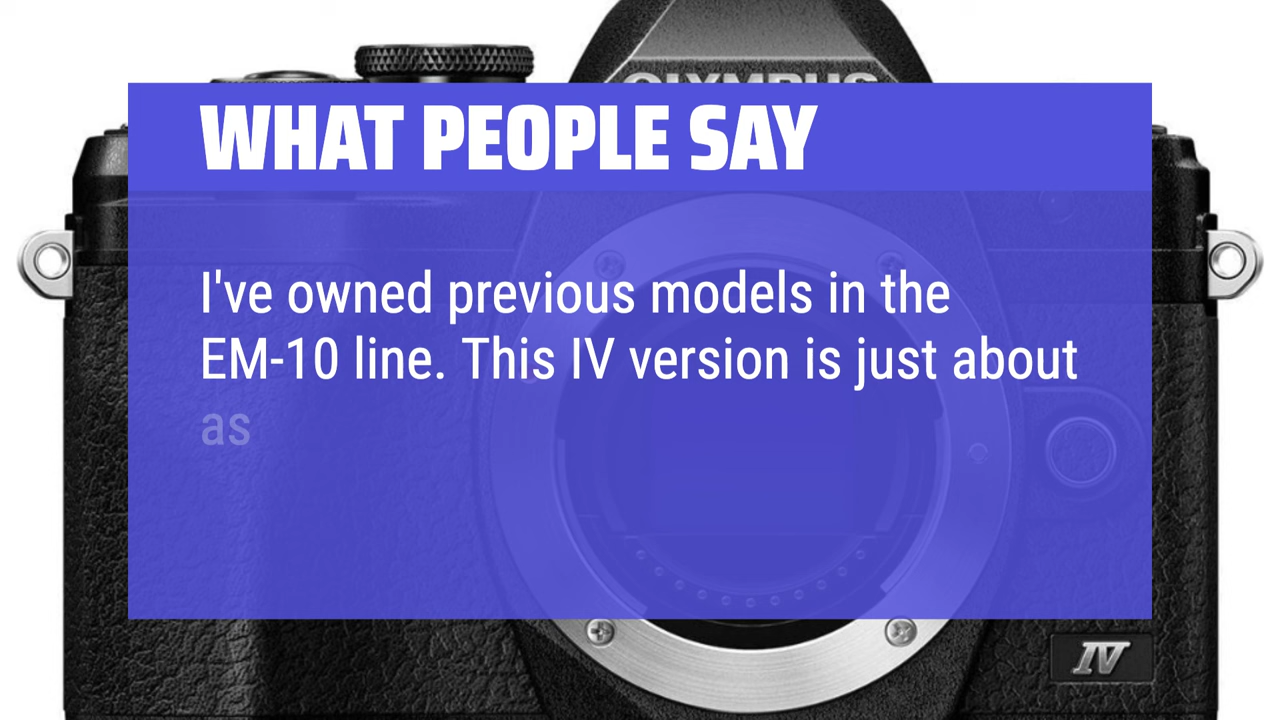 OLYMPUS
WHAT PEOPLE SAY
I've owned previous models in the
EM-10 line. This IV version is just about
as
IV